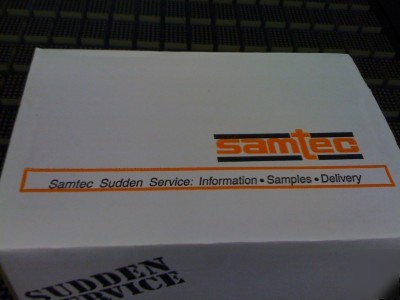 samtec
Samtec Sudden Service: Information • Samples • Delivery
SUDDEN
SERVICE